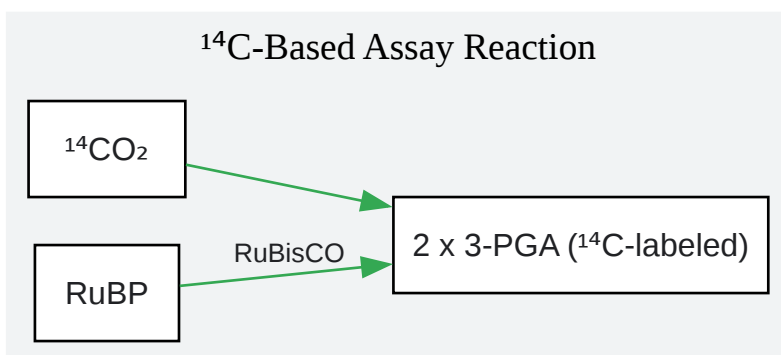 ¹⁴C-Based Assay Reaction
¹⁴CO₂
RuBisCO
2 x 3-PGA (¹⁴C-labeled)
RuBP